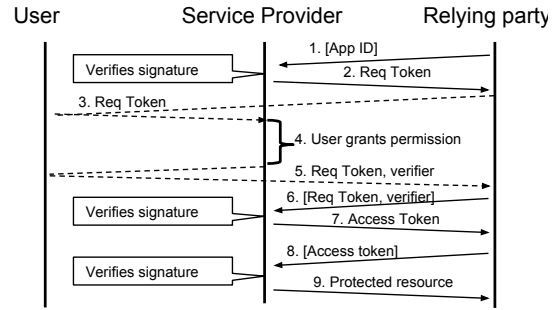 User Service Provider Relying party
1. [App ID]
Verifies signature
2. Req Token
3. Req Token
4. User grants permission
5. Req Token, verifier
6. [Req Token, verifier]
Verifies signature
7. Access Token
8. [Access token]
Verifies signature
9. Protected resource